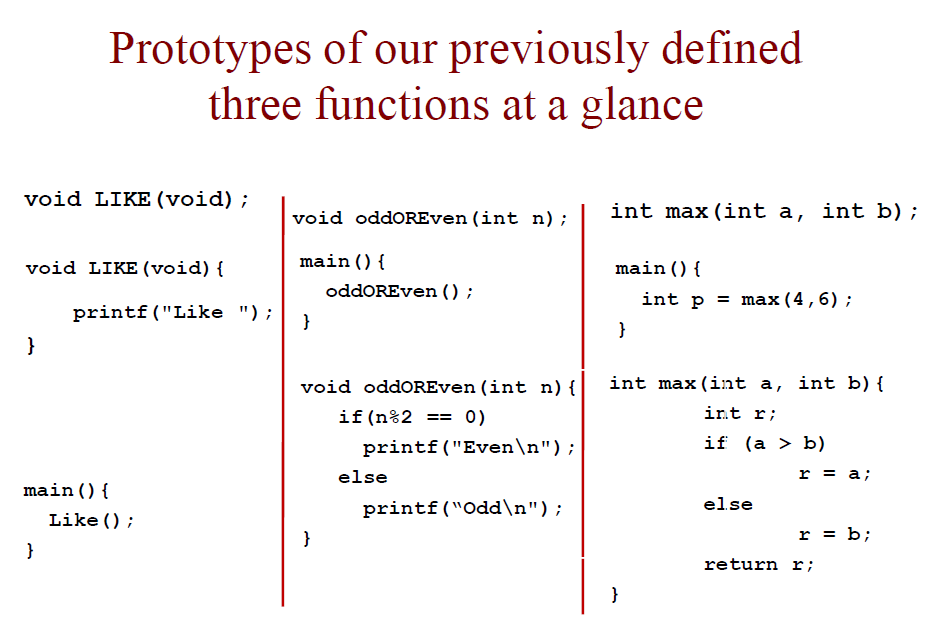 Prototypes of our previously defined
three functions at a glance
void LIKE(void);
void LIKE(void){
printf("Like ");
}
main(){
Like();
}
void oddOREven(int n);
main(){
oddOREven();
}
void oddOREven(int n){
if(n%2 == 0)
printf("Even\n");
else
printf(“Odd\n");
}
int max(int a, int b);
main(){
int p = max(4,6);
}
int max(int a, int b){
int r;
if (a > b)
r = a;
else
r = b;
return r;
}